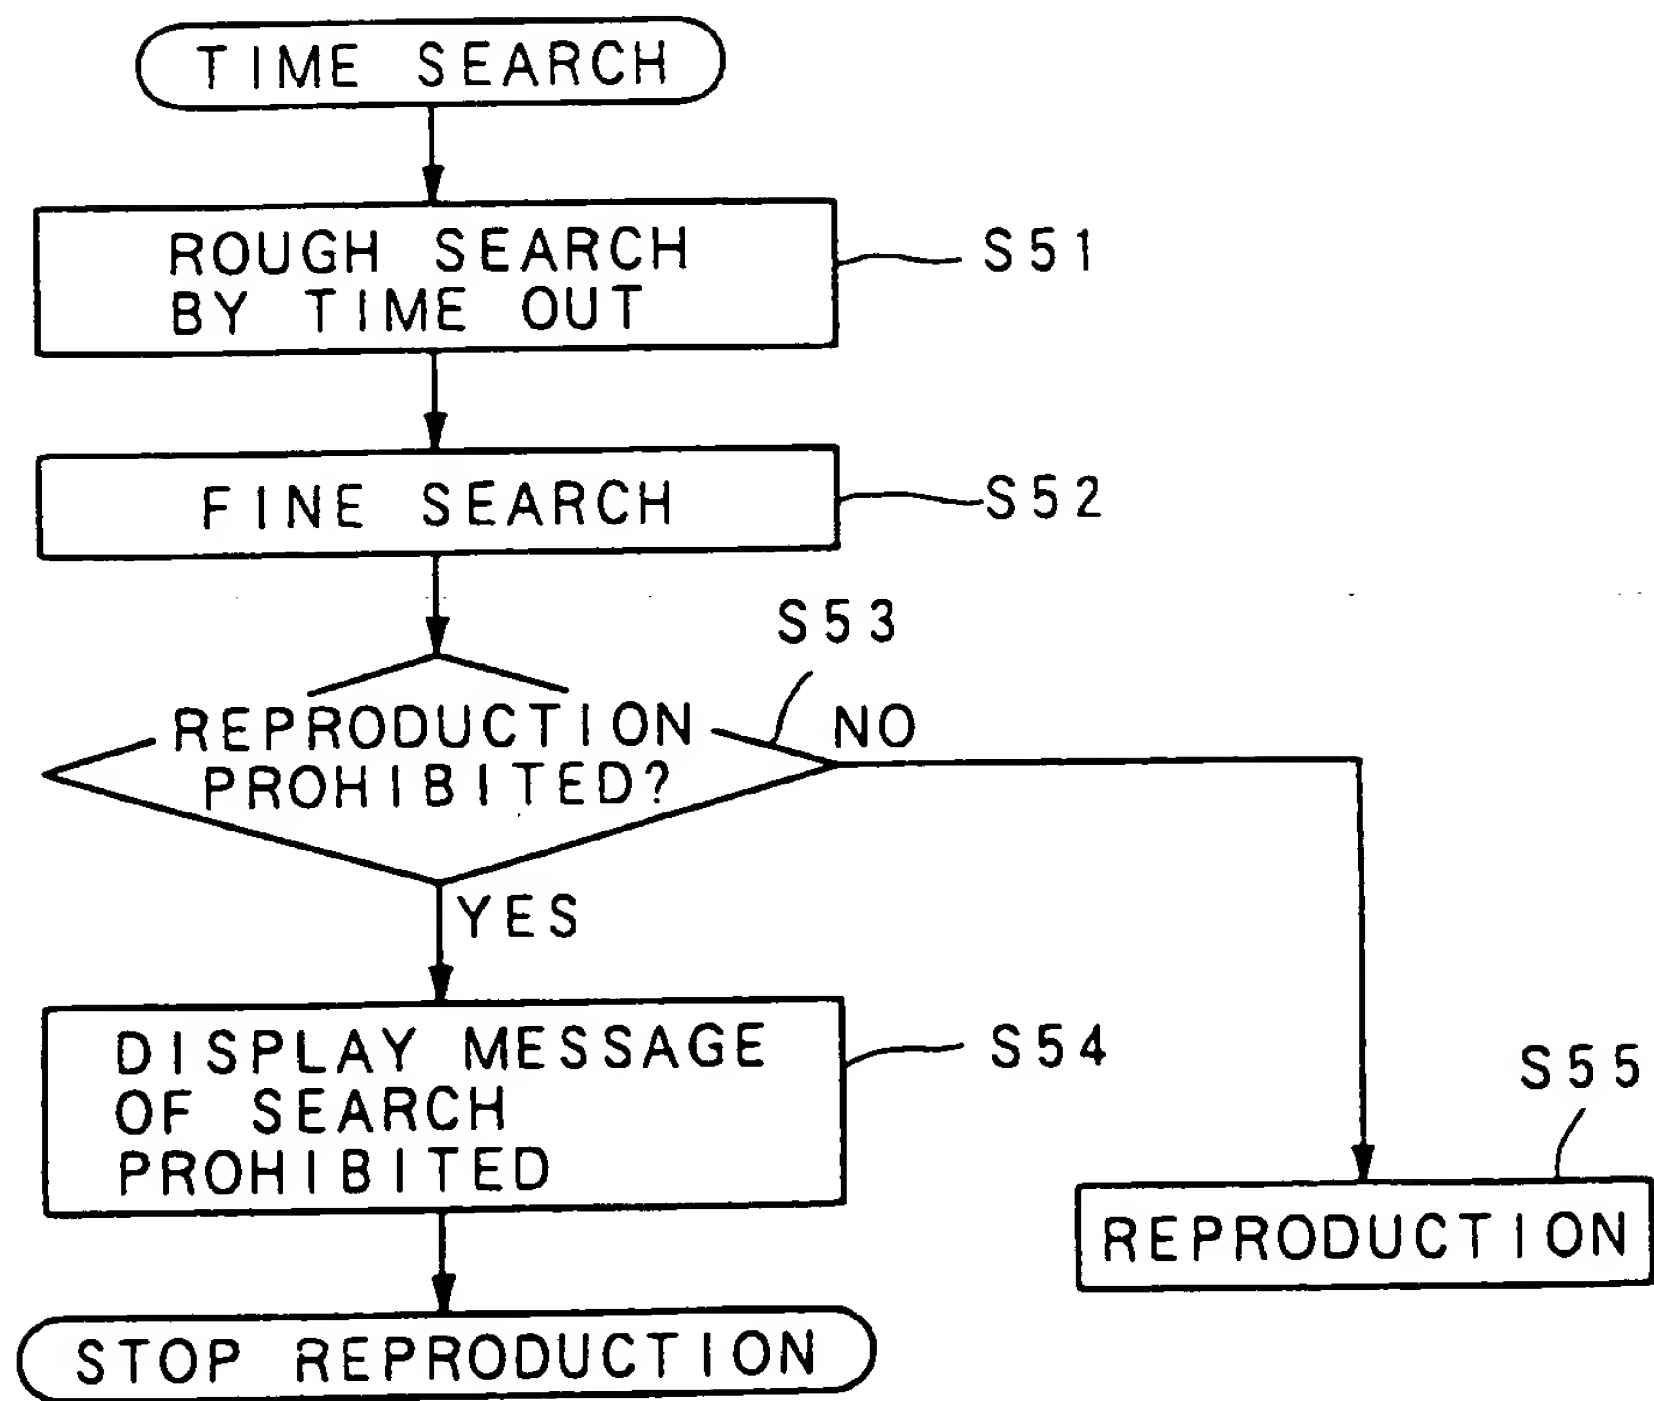 TIME SEARCH
ROUGH SEARCH
BY TIME OUT
S51
FINE SEARCH
S52
S53
REPRODUCTION
PROHIBITED?
NO
YES
DISPLAY MESSAGE
OF SEARCH
PROHIBITED
S54
S55
REPRODUCTION
STOP REPRODUCTION